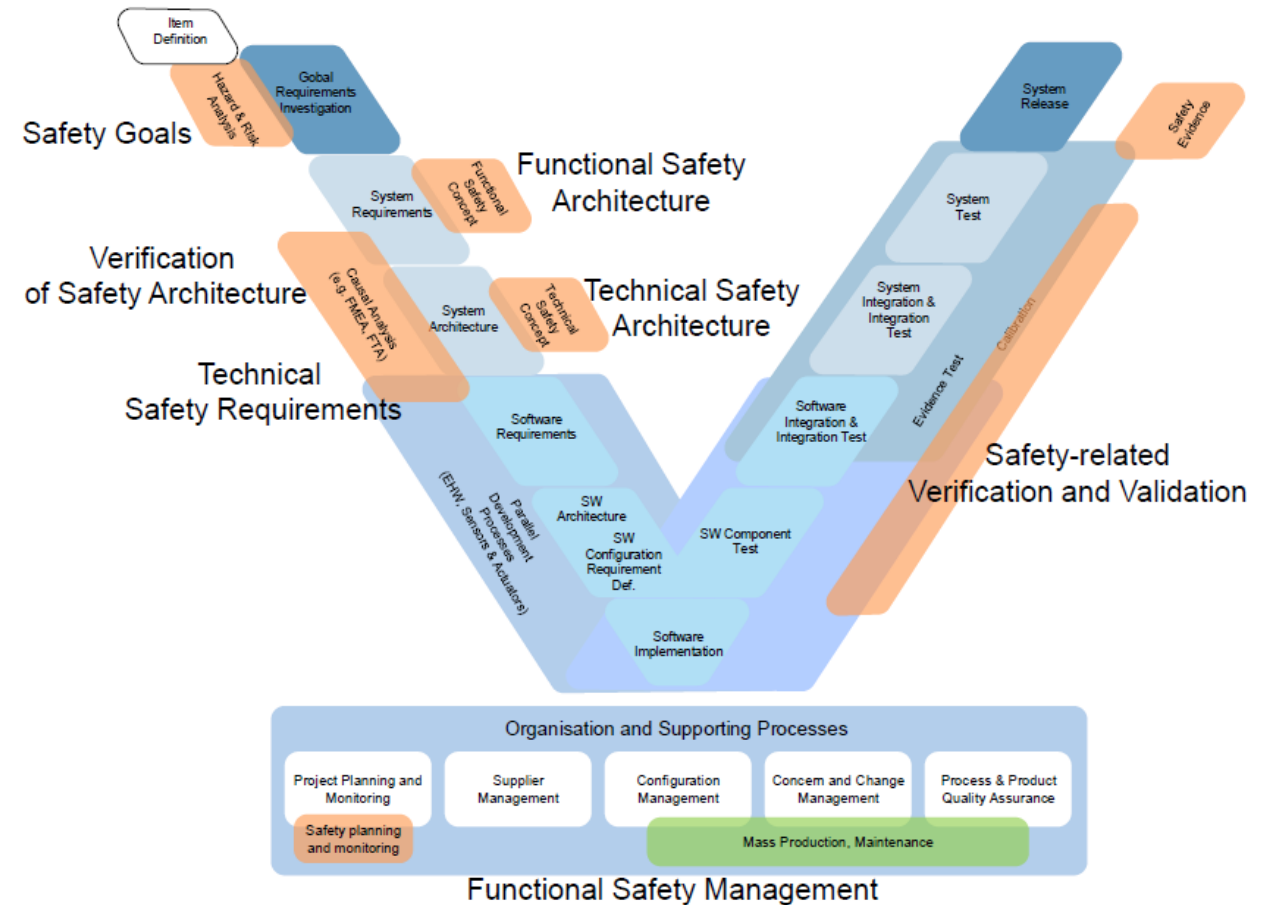 Item
Definition
Hazard & Risk
Analysis
Gobal
Requirements
Investigation
Safety Goals
System
Requirements
Functional
Safety
Concept
Functional Safety
Architecture
Verification
of Safety Architecture
Causal Analysis
(e.g. FMEA, FTA)
System
Architecture
Technical
Safety
Concept
Technical Safety
Architecture
Technical
Safety Requirements
Software
Requirements
Parallel
Development
Processes
(EHW, Sensors & Actuators)
SW
Architecture
SW
Configuration
Requirement
Def.
Software
Implementation
SW Component
Test
Software
Integration &
Integration Test
System
Integration &
Integration
Test
System
Test
System
Release
Safety
Evidence
Calibration
Evidence Test
Safety-related
Verification and Validation
Organisation and Supporting Processes
Project Planning and
Monitoring
Supplier
Management
Configuration
Management
Concern and Change
Management
Process & Product
Quality Assurance
Safety planning
and monitoring
Mass Production, Maintenance
Functional Safety Management